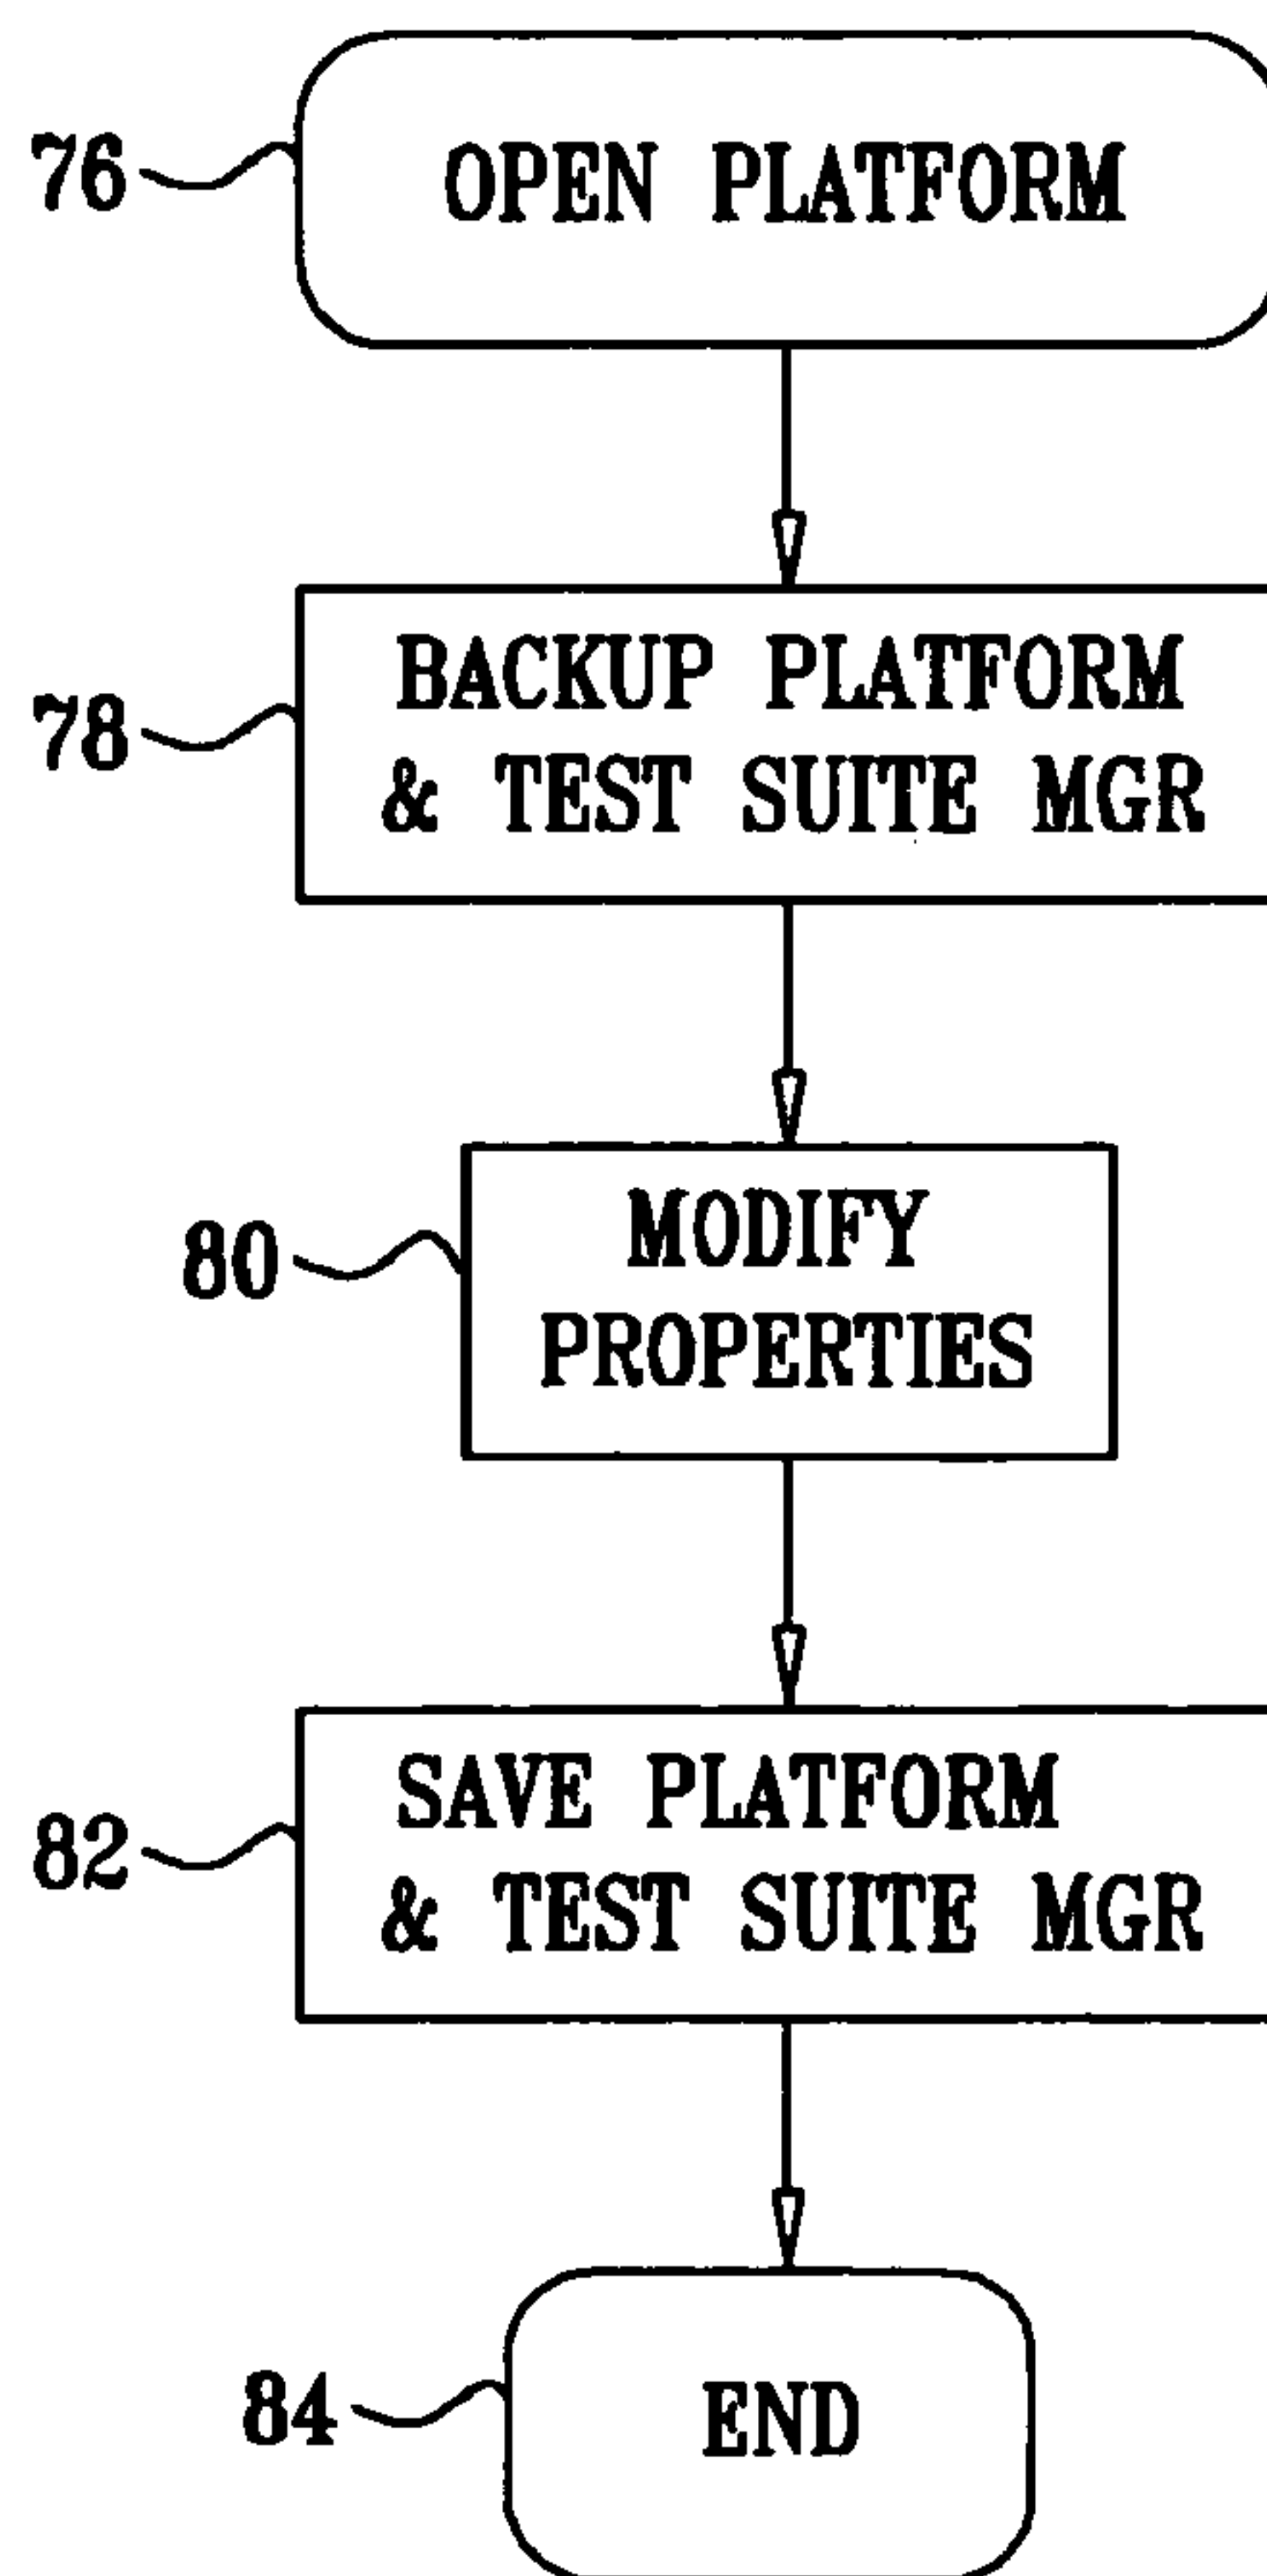 76
OPEN PLATFORM
78
BACKUP PLATFORM
& TEST SUITE MGR
80
MODIFY
PROPERTIES
82
SAVE PLATFORM
& TEST SUITE MGR
84
END